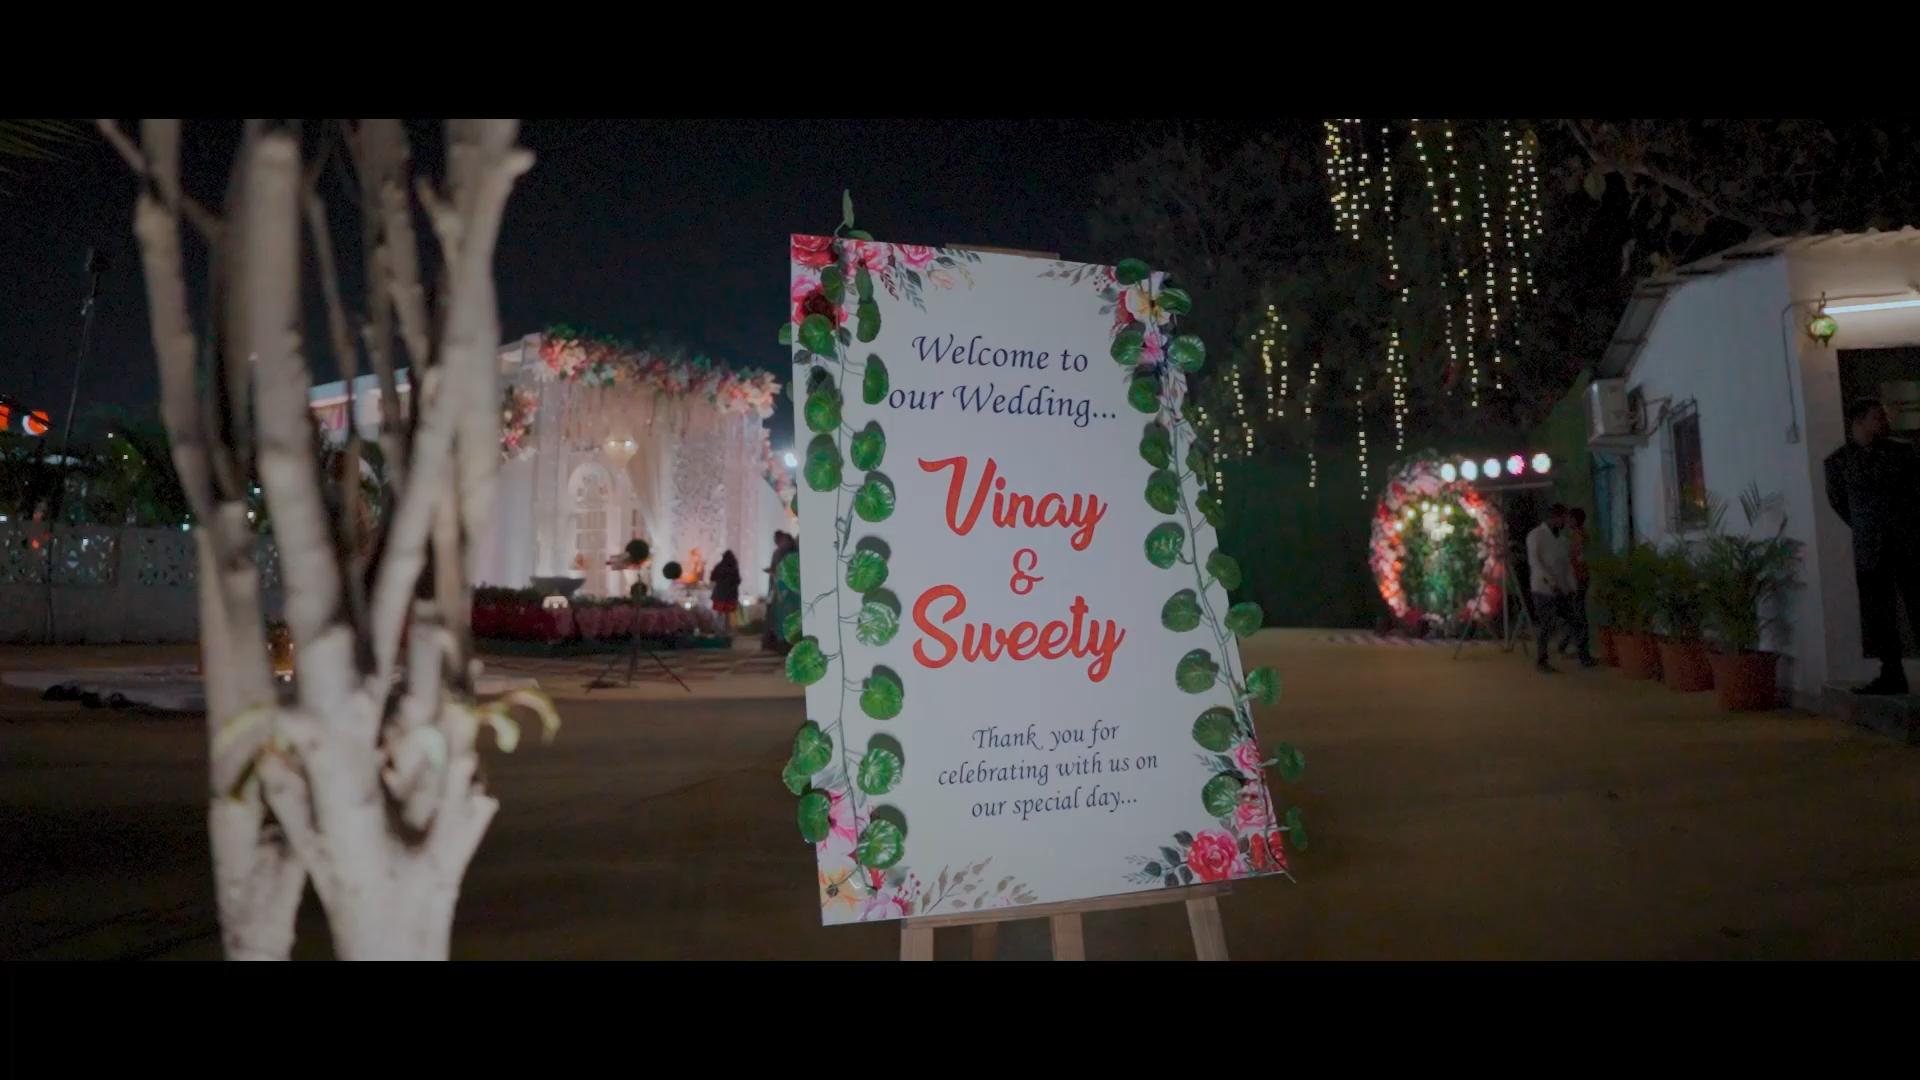 Welcome to
our Wedding...
Vinay
&
Sweety
Thank you for
celebrating with us on
our special day...